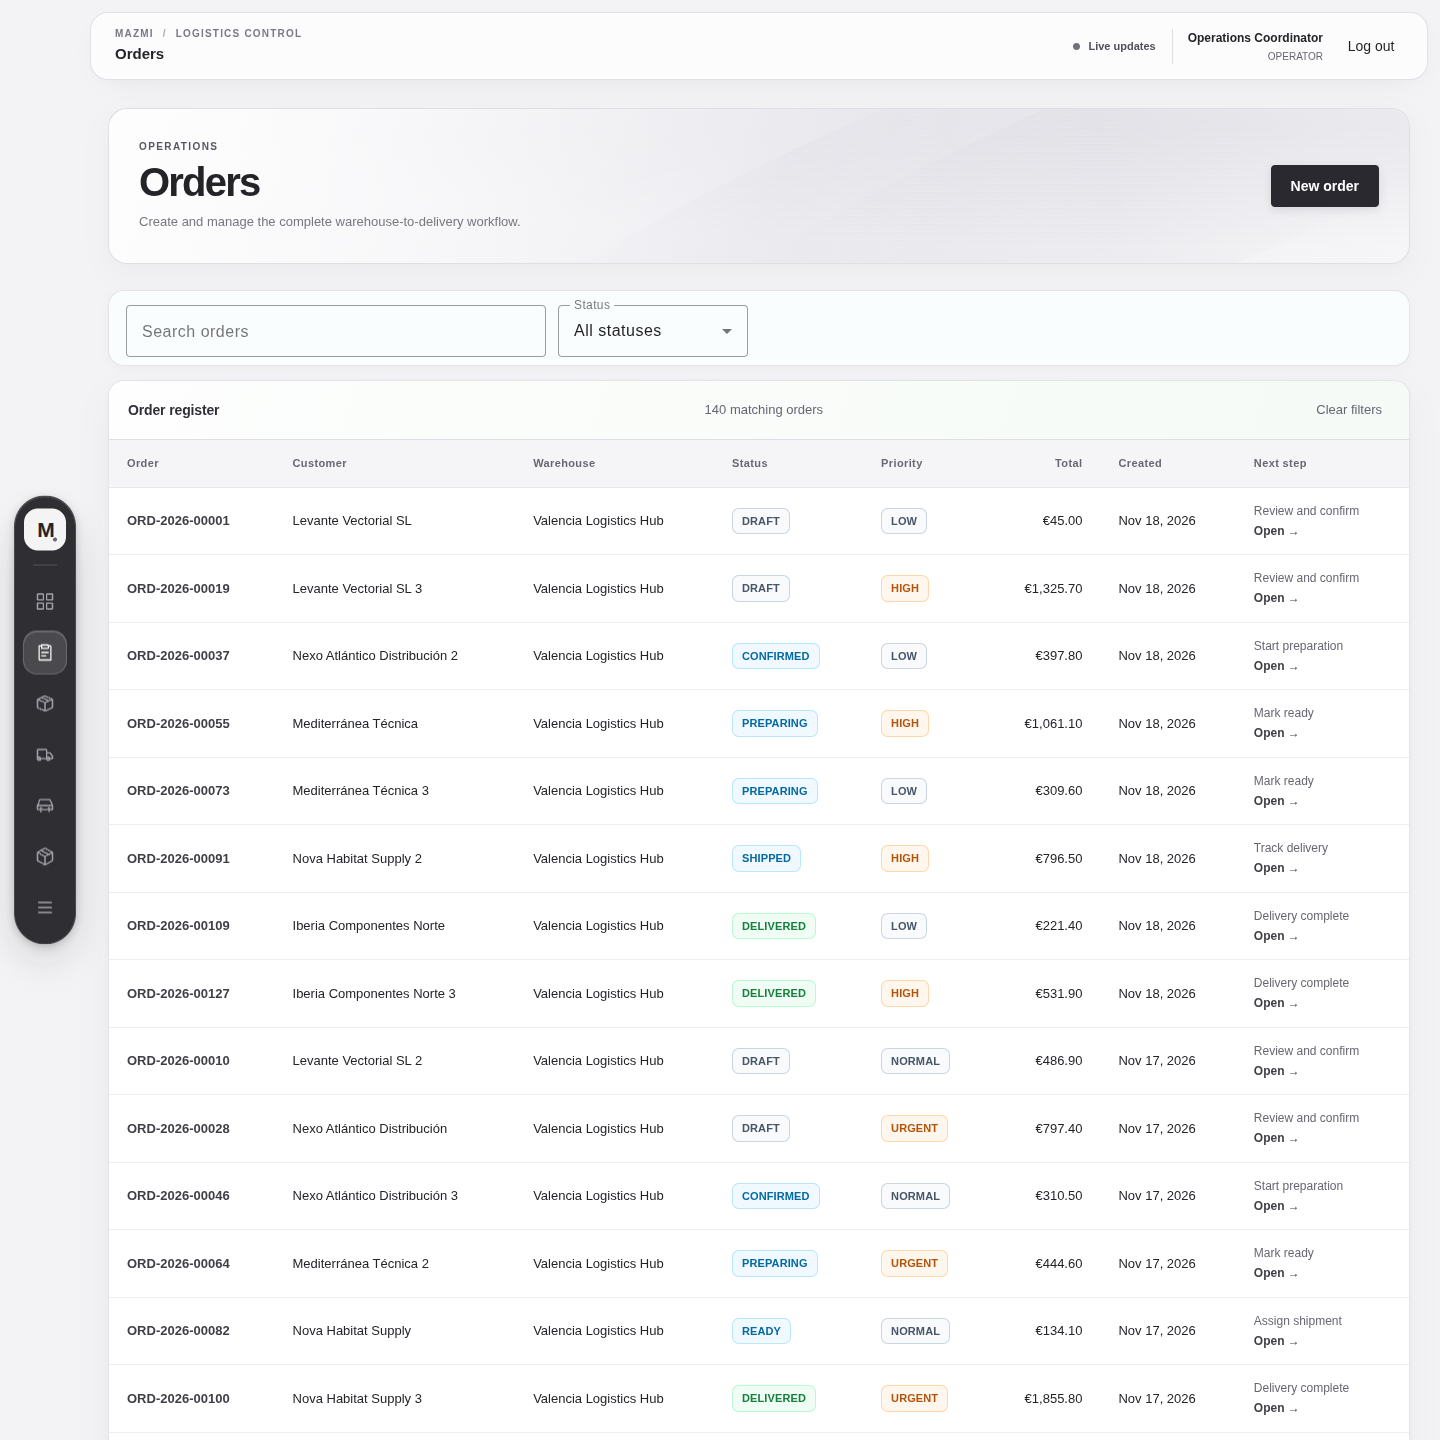 MAZMI / LOGISTICS CONTROL
Orders
Live updates
Operations Coordinator
OPERATOR
Log out
OPERATIONS
Orders
Create and manage the complete warehouse-to-delivery workflow.
New order
Search orders
Status
All statuses
Order register
140 matching orders
Clear filters
Order Customer Warehouse Status Priority Total Created Next step
M
ORD-2026-00001 Levante Vectorial SL Valencia Logistics Hub DRAFT LOW €45.00 Nov 18, 2026 Review and confirm
Open →
ORD-2026-00019 Levante Vectorial SL 3 Valencia Logistics Hub DRAFT HIGH €1,325.70 Nov 18, 2026 Review and confirm
Open →
ORD-2026-00037 Nexo Atlántico Distribución 2 Valencia Logistics Hub CONFIRMED LOW €397.80 Nov 18, 2026 Start preparation
Open →
ORD-2026-00055 Mediterránea Técnica Valencia Logistics Hub PREPARING HIGH €1,061.10 Nov 18, 2026 Mark ready
Open →
ORD-2026-00073 Mediterránea Técnica 3 Valencia Logistics Hub PREPARING LOW €309.60 Nov 18, 2026 Mark ready
Open →
ORD-2026-00091 Nova Habitat Supply 2 Valencia Logistics Hub SHIPPED HIGH €796.50 Nov 18, 2026 Track delivery
Open →
ORD-2026-00109 Iberia Componentes Norte Valencia Logistics Hub DELIVERED LOW €221.40 Nov 18, 2026 Delivery complete
Open →
ORD-2026-00127 Iberia Componentes Norte 3 Valencia Logistics Hub DELIVERED HIGH €531.90 Nov 18, 2026 Delivery complete
Open →
ORD-2026-00010 Levante Vectorial SL 2 Valencia Logistics Hub DRAFT NORMAL €486.90 Nov 17, 2026 Review and confirm
Open →
ORD-2026-00028 Nexo Atlántico Distribución Valencia Logistics Hub DRAFT URGENT €797.40 Nov 17, 2026 Review and confirm
Open →
ORD-2026-00046 Nexo Atlántico Distribución 3 Valencia Logistics Hub CONFIRMED NORMAL €310.50 Nov 17, 2026 Start preparation
Open →
ORD-2026-00064 Mediterránea Técnica 2 Valencia Logistics Hub PREPARING URGENT €444.60 Nov 17, 2026 Mark ready
Open →
ORD-2026-00082 Nova Habitat Supply Valencia Logistics Hub READY NORMAL €134.10 Nov 17, 2026 Assign shipment
Open →
ORD-2026-00100 Nova Habitat Supply 3 Valencia Logistics Hub DELIVERED URGENT €1,855.80 Nov 17, 2026 Delivery complete
Open →